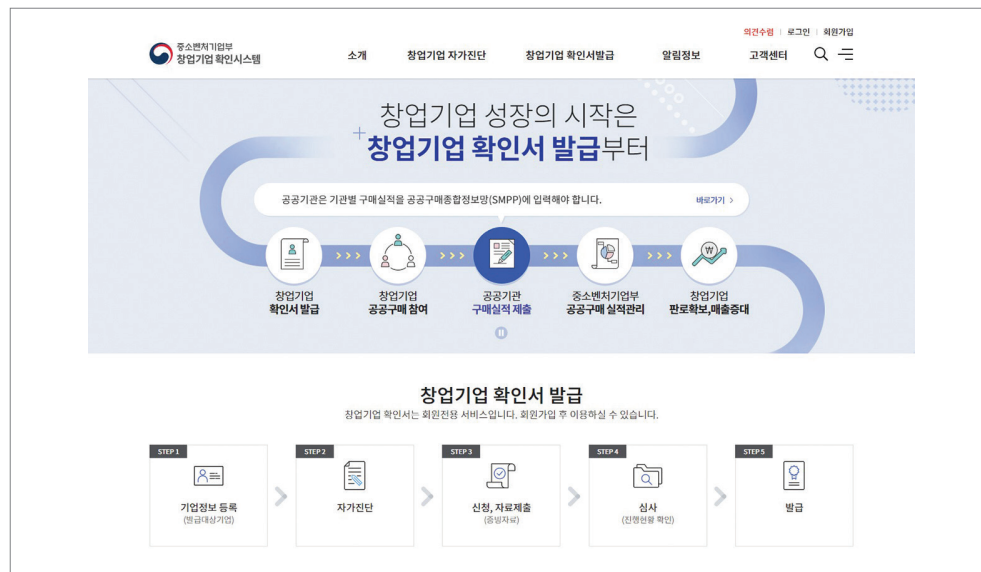 의견수렴 로그인 회원가입
중소벤처기업부
창업기업 확인시스템
소개 창업기업 자가진단 창업기업 확인서발급 알림정보 고객센터
창업기업 성장의 시작은
창업기업 확인서 발급부터
공공기관은 기관별 구매실적을 공공구매종합정보망(SMPP)에 입력해야 합니다. 바로가기 >
창업기업
확인서 발급
창업기업
공공구매 참여
공공기관
구매실적 제출
중소벤처기업부
공공구매 실적관리
창업기업
판로확보,매출증대
창업기업 확인서 발급
창업기업 확인서는 회원전용 서비스입니다. 회원가입 후 이용하실 수 있습니다.
STEP 1
기업정보 등록
(발급대상기업)
STEP 2
자가진단
STEP 3
신청, 자료제출
(증빙자료)
STEP 4
심사
(진행현황 확인)
STEP 5
발급